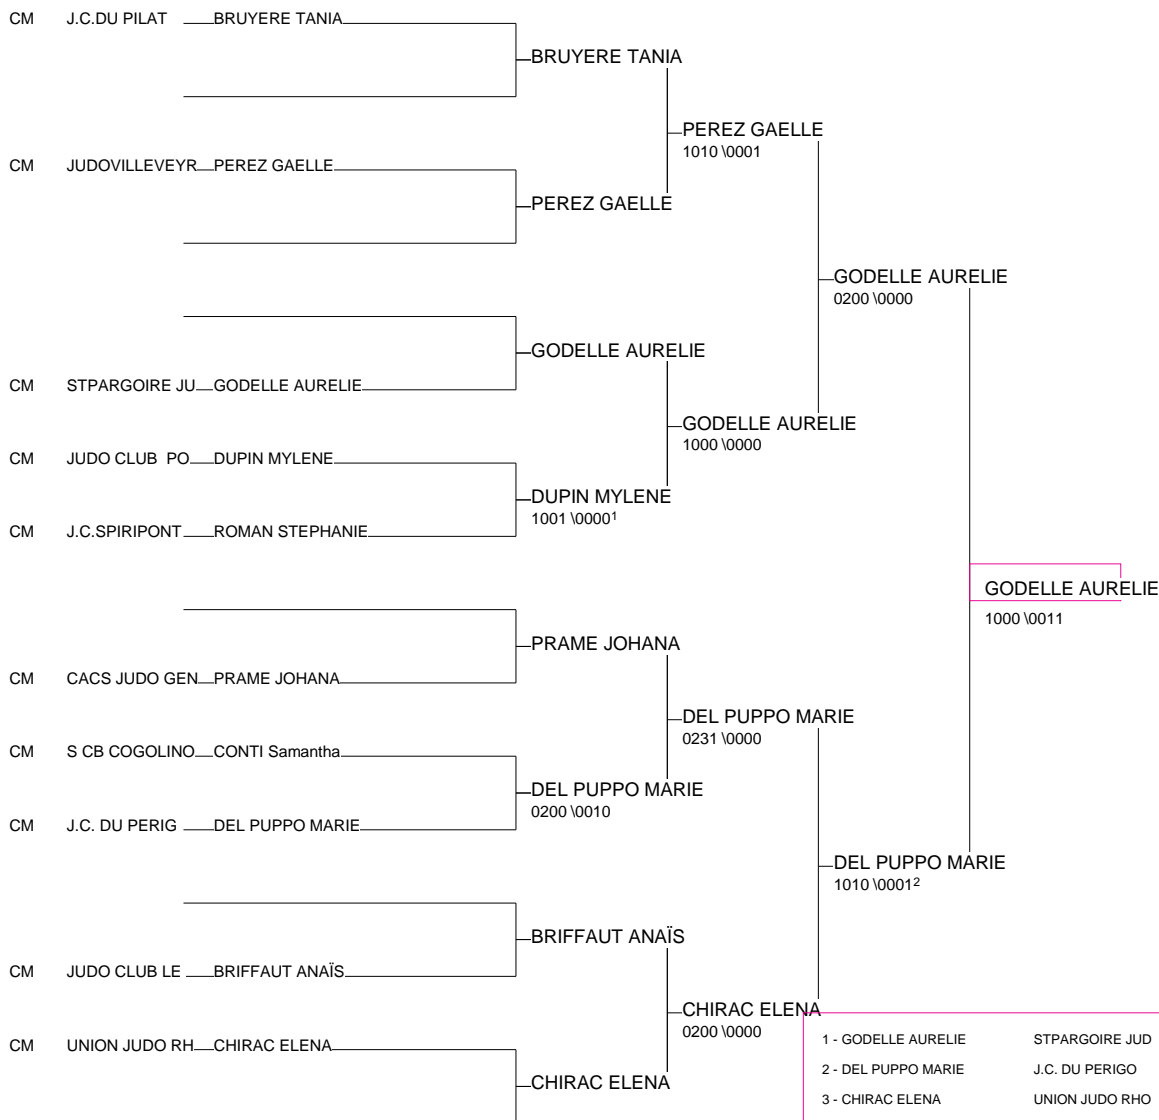 CM J.C.DU PILAT BRUYERE TANIA
BRUYERE TANIA
PEREZ GAELLE
1010 \0001
CM JUDOVILLEVEYR PEREZ GAELLE
PEREZ GAELLE
GODELLE AURELIE
0200 \0000
GODELLE AURELIE
CM STPARGOIRE JU GODELLE AURELIE
GODELLE AURELIE
1000 \0000
CM JUDO CLUB PO DUPIN MYLENE
DUPIN MYLENE
1001 \0000¹
CM J.C.SPIRIPONT ROMAN STEPHANIE
GODELLE AURELIE
1000 \0011
PRAME JOHANA
CM CACS JUDO GEN PRAME JOHANA
DEL PUPPO MARIE
0231 \0000
CM S CB COGOLINO CONTI Samantha
DEL PUPPO MARIE
0200 \0010
CM J.C. DU PERIG DEL PUPPO MARIE
DEL PUPPO MARIE
1010 \0001²
BRIFFAUT ANAÏS
CM JUDO CLUB LE BRIFFAUT ANAÏS
CHIRAC ELENA
0200 \0000
CM UNION JUDO RH CHIRAC ELENA
CHIRAC ELENA
1 - GODELLE AURELIE STPARGOIRE JUD
2 - DEL PUPPO MARIE J.C. DU PERIGO
3 - CHIRAC ELENA UNION JUDO RHO